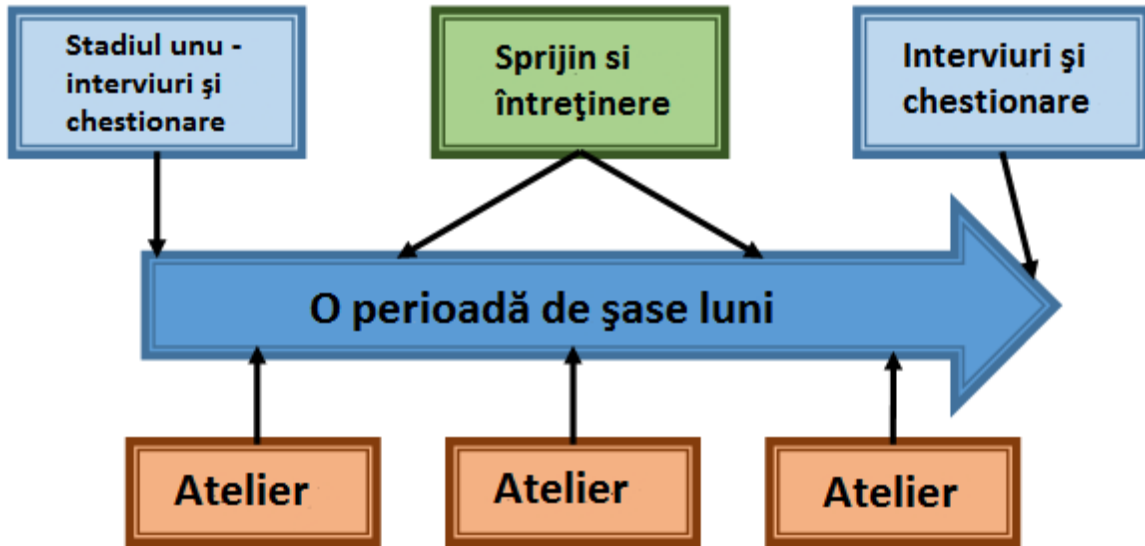 Stadiul unu -
interviuri şi
chestionare
Sprijin si
întreţinere
Interviuri şi
chestionare
O perioadă de şase luni
Atelier
Atelier
Atelier